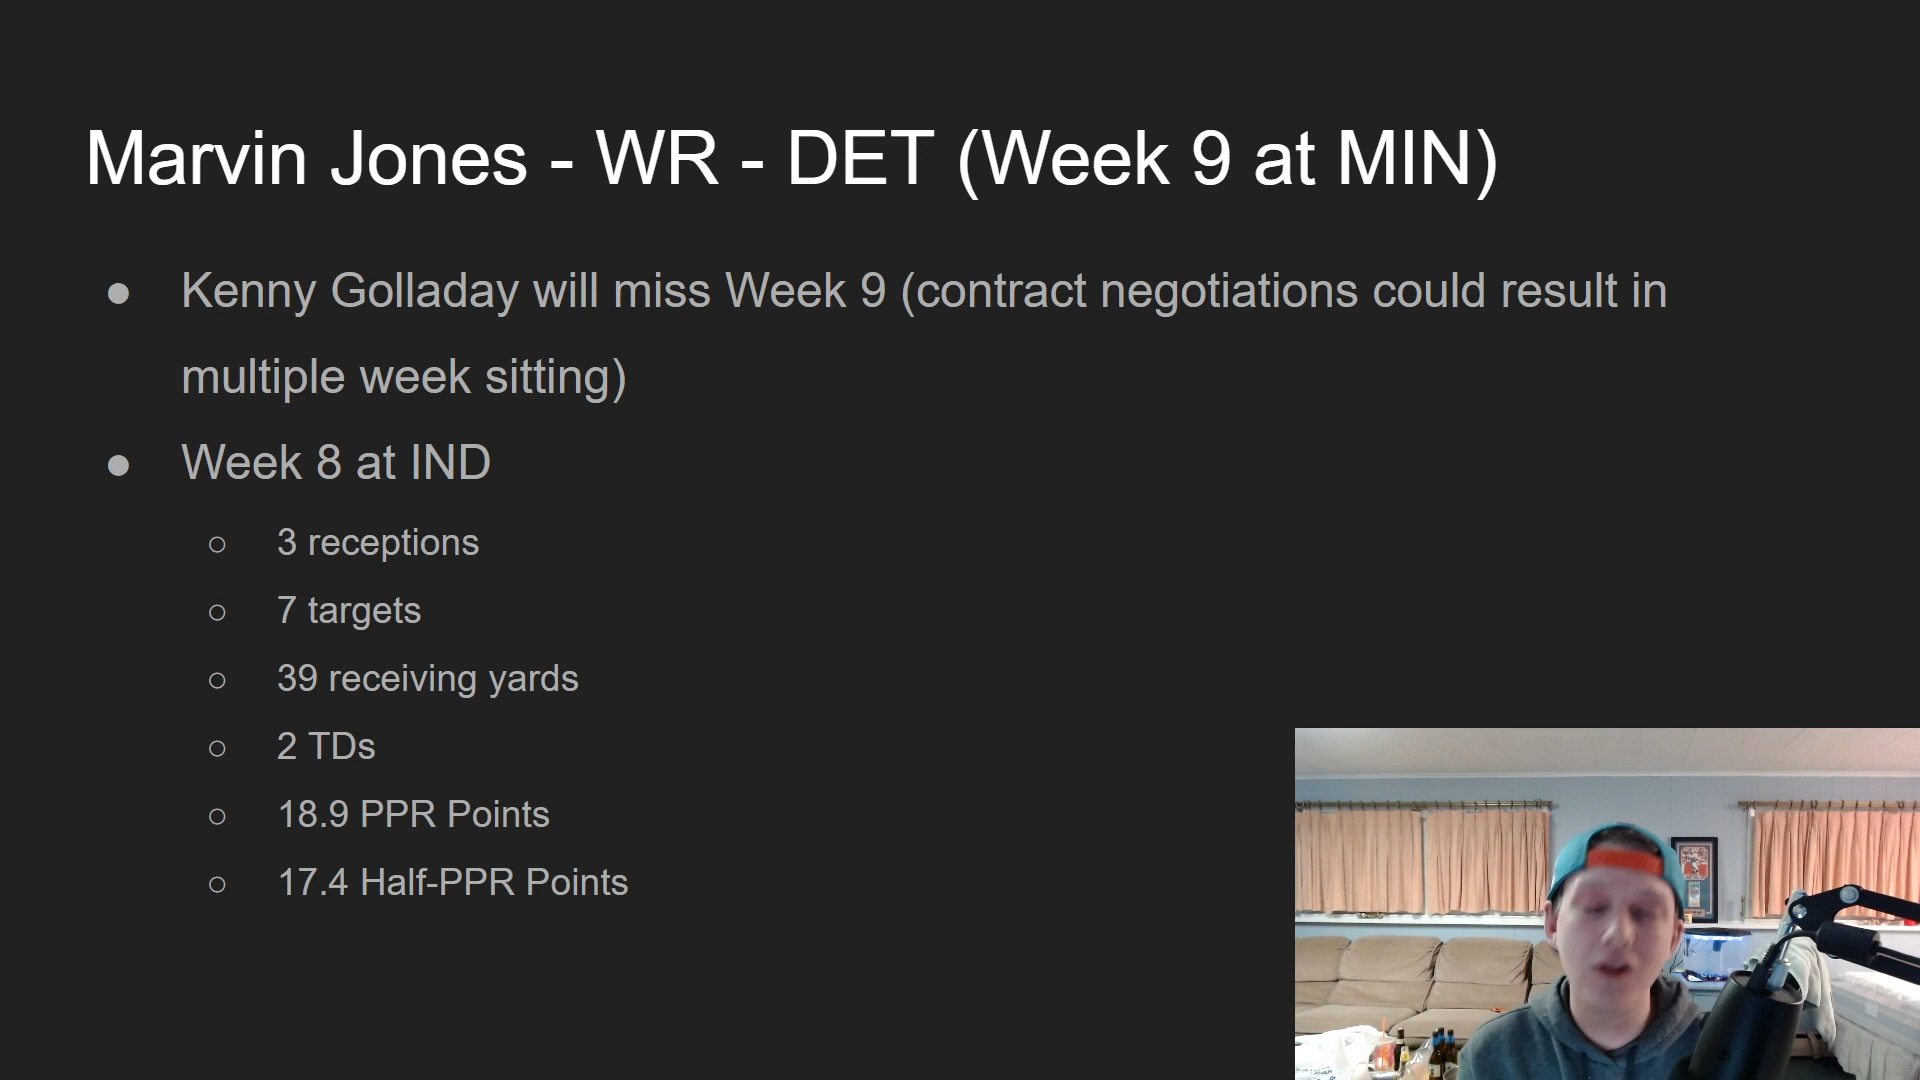 Marvin Jones - WR - DET (Week 9 at MIN)
● Kenny Golladay will miss Week 9 (contract negotiations could result in
multiple week sitting)
● Week 8 at IND
○ 3 receptions
○ 7 targets
○ 39 receiving yards
○ 2 TDs
○ 18.9 PPR Points
○ 17.4 Half-PPR Points